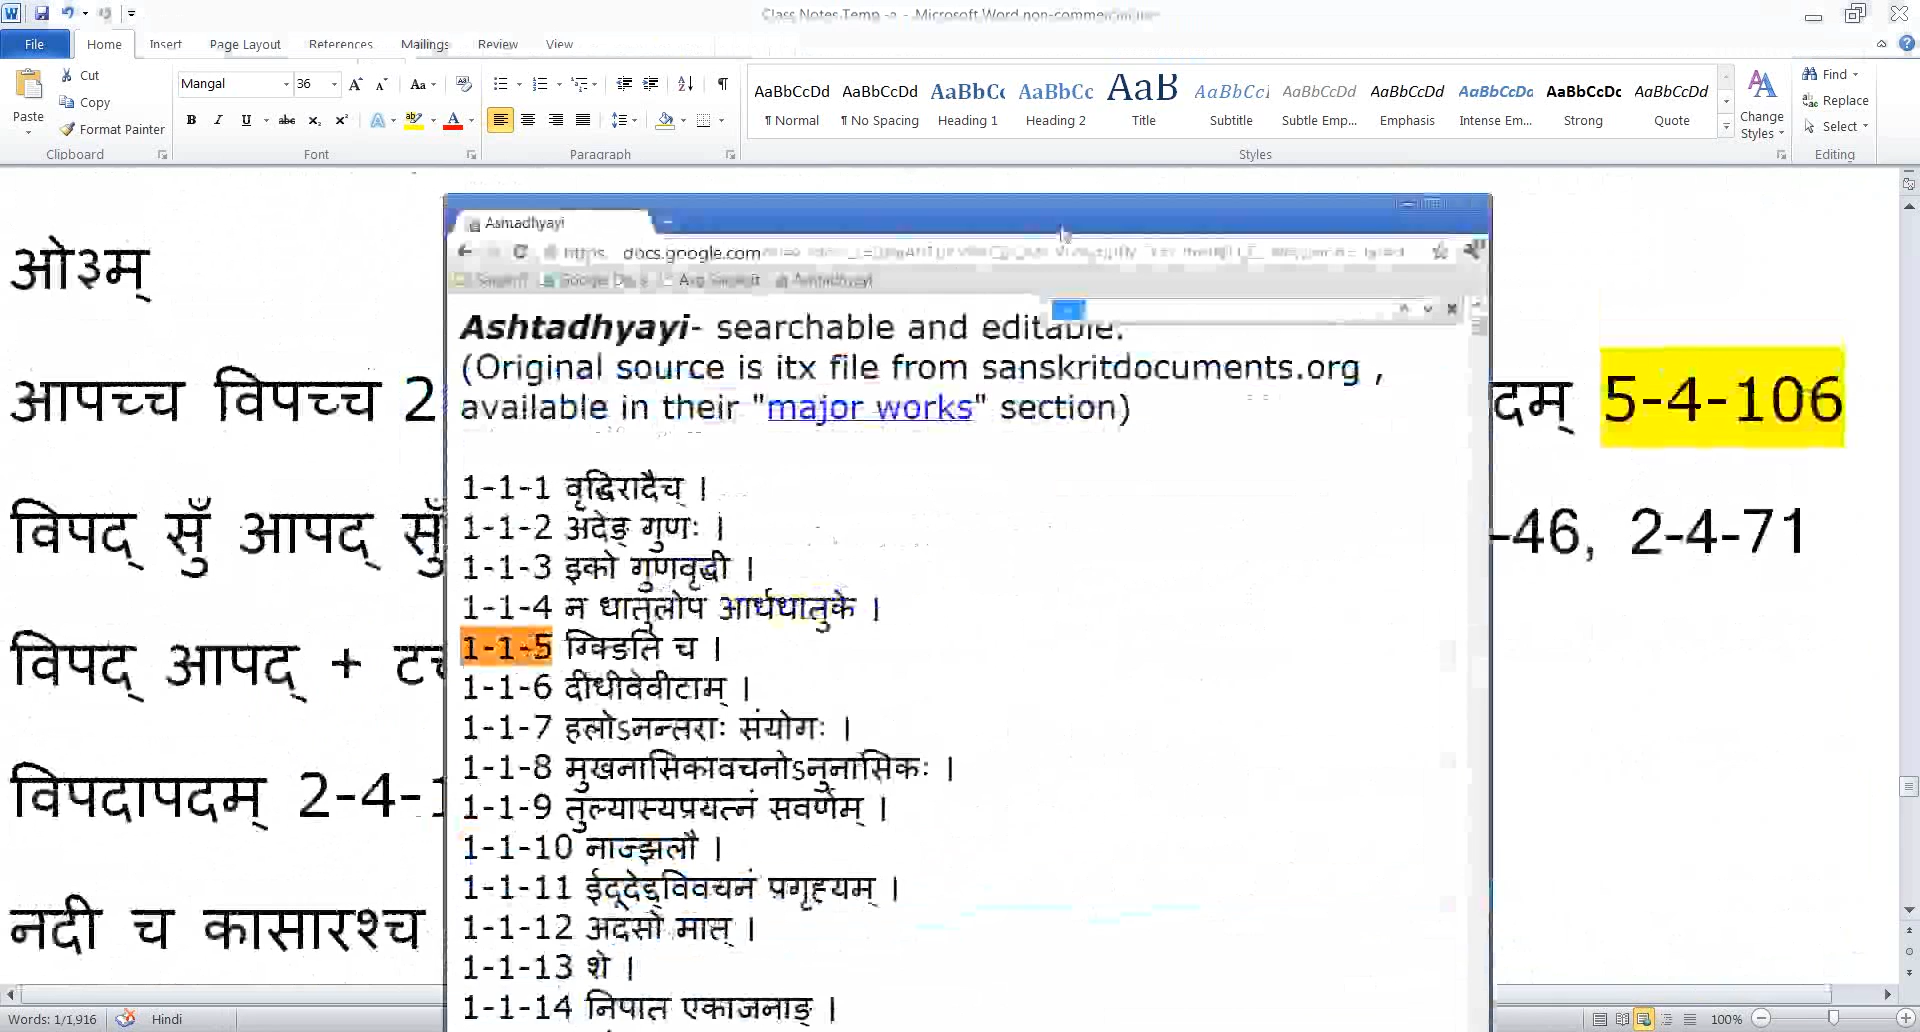 Class Notes Temp - Microsoft Word non-commercial use
File Home Insert Page Layout References Mailings Review View
Paste Cut Copy Format Painter Clipboard
Mangal 36 Font
Paragraph
AaBbCcDd ¶ Normal AaBbCcDd ¶ No Spacing AaBbCc Heading 1 AaBbCc Heading 2 AaB Title AaBbCcl Subtitle AaBbCcDd Subtle Emp... AaBbCcDd Emphasis AaBbCcDd Intense Em... AaBbCcDc Strong AaBbCcDd Quote
Styles
Change Styles
Find Replace Select Editing
ओ३म्
आपच्च विपच्च 2
दम् 5-4-106
विपद् सुँ आपद् सुँ
-46, 2-4-71
विपद् आपद् + टच
विपदापदम् 2-4-1
नदी च कासारश्च
Ashtadhyayi
https docs.google.com
Google Docs Ashtadhyayi
Ashtadhyayi- searchable and editable.
(Original source is itx file from sanskritdocuments.org ,
available in their "major works" section)
1-1-1 वृद्धिरादैच् ।
1-1-2 अदेङ् गुणः ।
1-1-3 इको गुणवृद्धी ।
1-1-4 न धातुलोप आर्धधातुके ।
1-1-5 ग्क्ङिति च ।
1-1-6 दीधीवेवीटाम् ।
1-1-7 हलोऽनन्तराः संयोगः ।
1-1-8 मुखनासिकावचनोऽनुनासिकः ।
1-1-9 तुल्यास्यप्रयत्नं सवर्णम् ।
1-1-10 नाज्झलौ ।
1-1-11 ईदूदेद्द्विवचनं प्रगृह्यम् ।
1-1-12 अदसो मात् ।
1-1-13 शे ।
1-1-14 निपात एकाजनाङ् ।
Words: 1/1,916 Hindi
100%